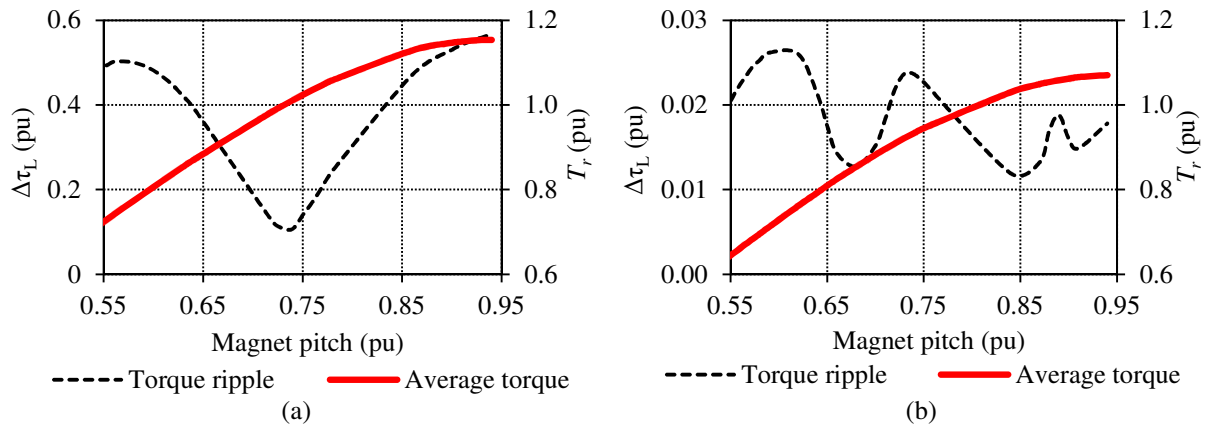 0.6
0.4
0.2
0
ΔτL (pu)
1.2
1.0
0.8
0.6
Tr (pu)
0.55 0.65 0.75 0.85 0.95
Magnet pitch (pu)
Torque ripple Average torque
(a)
0.03
0.02
0.01
0.00
ΔτL (pu)
1.2
1.0
0.8
0.6
Tr (pu)
0.55 0.65 0.75 0.85 0.95
Magnet pitch (pu)
Torque ripple Average torque
(b)